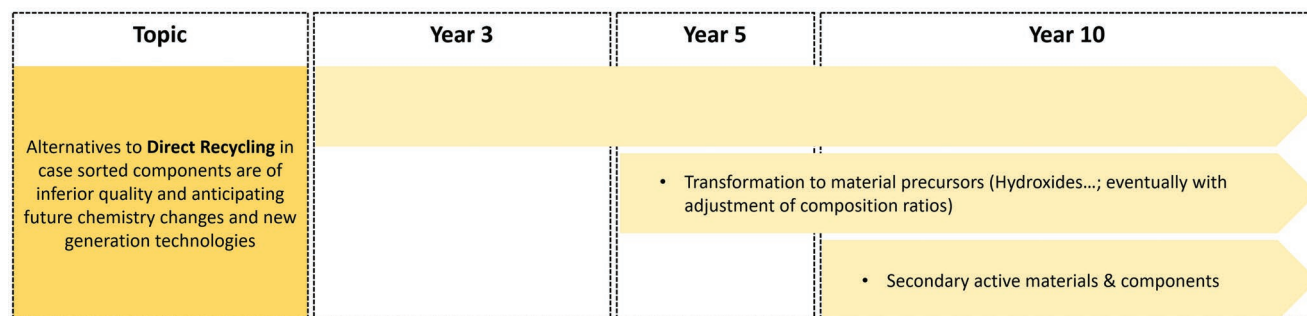 Topic
Year 3
Year 5
Year 10
Alternatives to Direct Recycling in
case sorted components are of
inferior quality and anticipating
future chemistry changes and new
generation technologies
• Transformation to material precursors (Hydroxides…; eventually with
adjustment of composition ratios)
• Secondary active materials & components